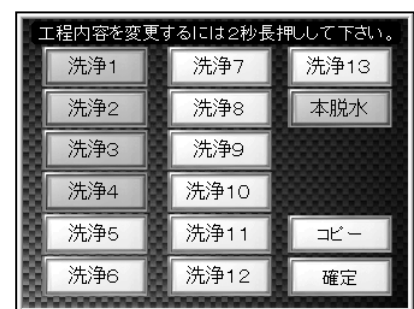 工程内容を変更するには2秒長押しして下さい。
洗浄1 洗浄7 洗浄13
洗浄2 洗浄8 本脱水
洗浄3 洗浄9
洗浄4 洗浄10
洗浄5 洗浄11 コピー
洗浄6 洗浄12 確定